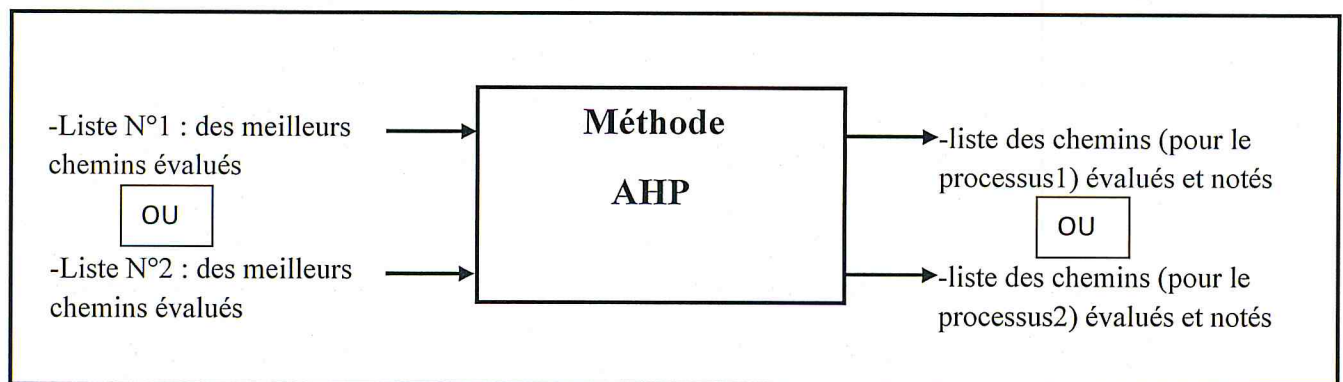 -Liste N°1 : des meilleurs
chemins évalués
OU
-Liste N°2 : des meilleurs
chemins évalués
Méthode
AHP
-liste des chemins (pour le
processus1) évalués et notés
OU
-liste des chemins (pour le
processus2) évalués et notés